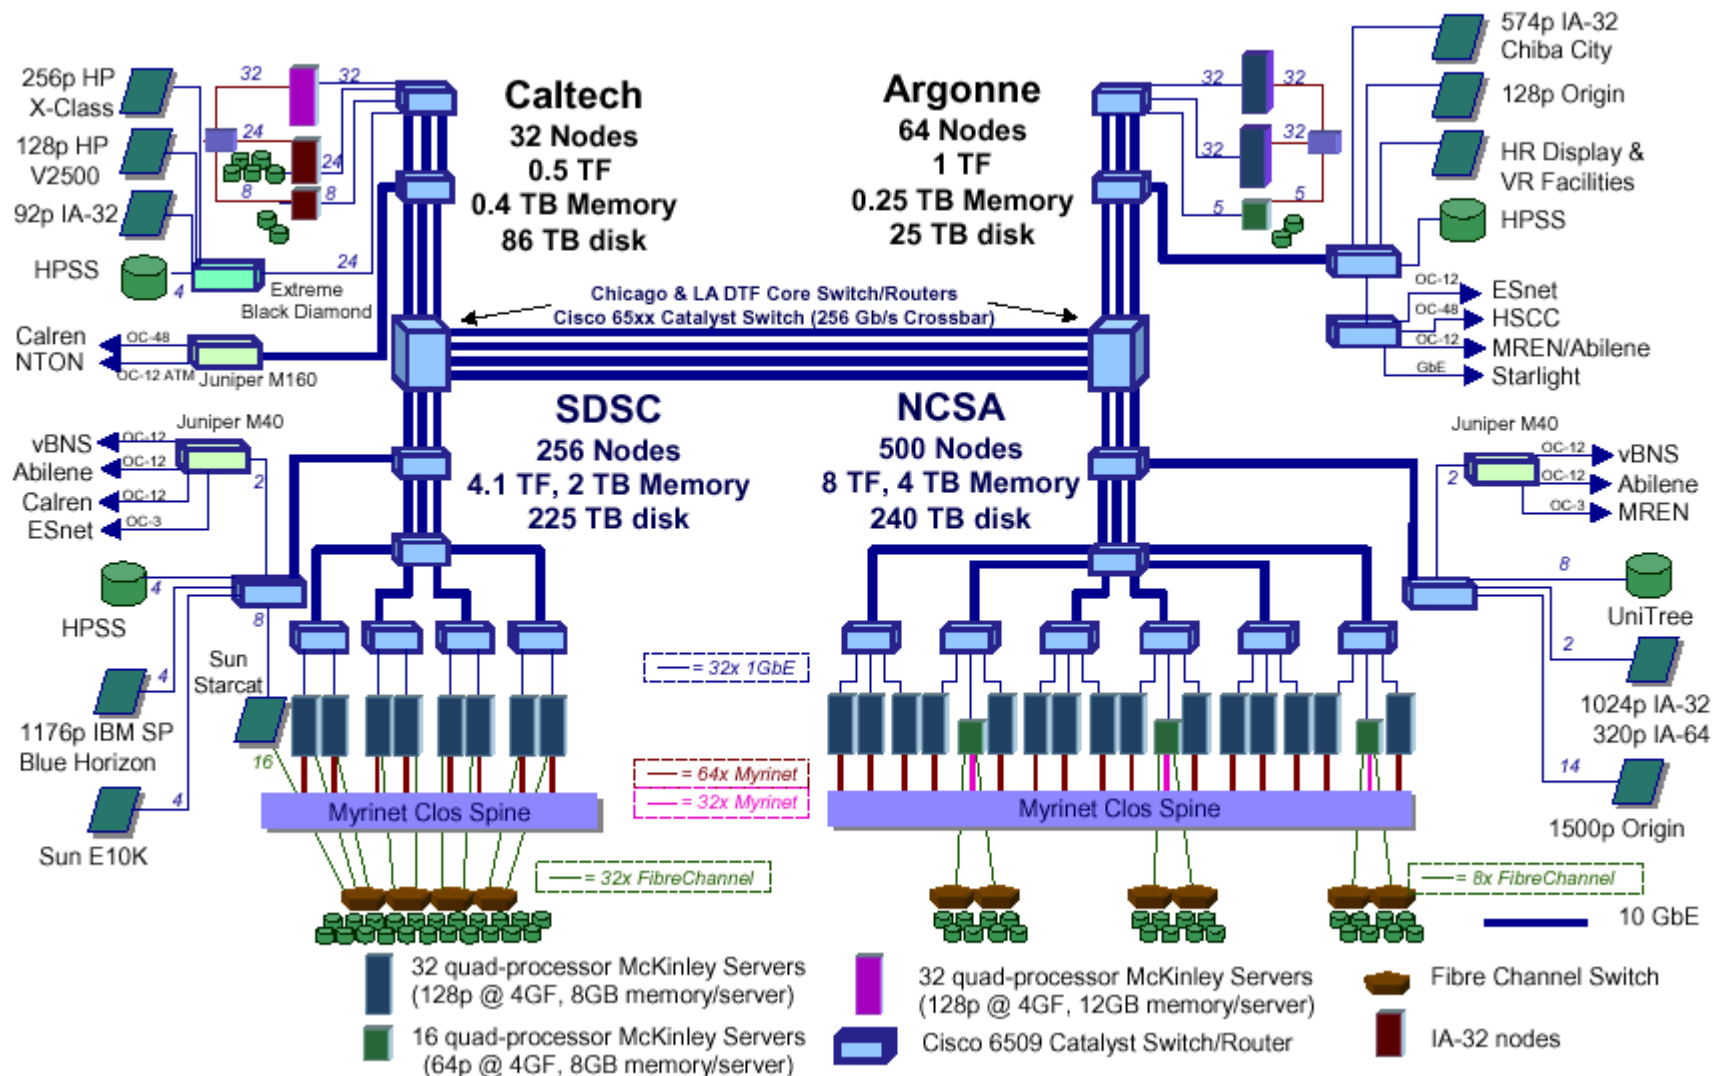 256p HP
X-Class
128p HP
V2500
92p IA-32
HPSS
4
32
32
24
24
8
8
24
Extreme
Black Diamond
Caltech
32 Nodes
0.5 TF
0.4 TB Memory
86 TB disk
Argonne
64 Nodes
1 TF
0.25 TB Memory
25 TB disk
32
32
32
32
5
5
574p IA-32
Chiba City
128p Origin
HR Display &
VR Facilities
HPSS
OC-12
ESnet
OC-48
HSCC
OC-12
MREN/Abilene
GbE
Starlight
Chicago & LA DTF Core Switch/Routers
Cisco 65xx Catalyst Switch (256 Gb/s Crossbar)
Calren
OC-48
NTON
OC-12 ATM
Juniper M160
Juniper M40
vBNS
OC-12
Abilene
OC-12
Calren
OC-12
ESnet
OC-3
2
SDSC
256 Nodes
4.1 TF, 2 TB Memory
225 TB disk
NCSA
500 Nodes
8 TF, 4 TB Memory
240 TB disk
Juniper M40
OC-12
vBNS
2
OC-12
Abilene
OC-3
MREN
HPSS
4
8
Sun
Starcat
4
1176p IBM SP
Blue Horizon
16
4
Sun E10K
8
UniTree
2
1024p IA-32
320p IA-64
14
1500p Origin
= 32x 1GbE
= 64x Myrinet
= 32x Myrinet
Myrinet Clos Spine
Myrinet Clos Spine
= 32x FibreChannel
= 8x FibreChannel
10 GbE
32 quad-processor McKinley Servers
(128p @ 4GF, 8GB memory/server)
16 quad-processor McKinley Servers
(64p @ 4GF, 8GB memory/server)
32 quad-processor McKinley Servers
(128p @ 4GF, 12GB memory/server)
Cisco 6509 Catalyst Switch/Router
Fibre Channel Switch
IA-32 nodes